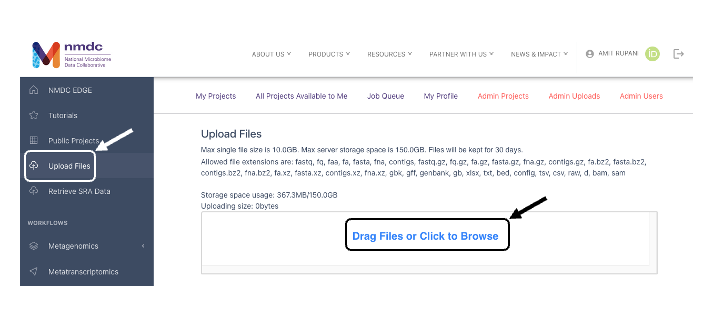 nmdc
National Microbiome
Data Collaborative
ABOUT US PRODUCTS RESOURCES PARTNER WITH US NEWS & IMPACT AMIT RUPANI
NMDC EDGE
Tutorials
Public Projects
Upload Files
Retrieve SRA Data
WORKFLOWS
Metagenomics
Metatranscriptomics
My Projects All Projects Available to Me Job Queue My Profile Admin Projects Admin Uploads Admin Users
Upload Files
Max single file size is 10.0GB. Max server storage space is 150.0GB. Files will be kept for 30 days.
Allowed file extensions are: fastq, fq, faa, fa, fasta, fna, contigs, fastq.gz, fq.gz, fa.gz, fasta.gz, fna.gz, contigs.gz, fa.bz2, fasta.bz2,
contigs.bz2, fna.bz2, fa.xz, fasta.xz, contigs.xz, fna.xz, gbk, gff, genbank, gb, xlsx, txt, bed, config, tsv, csv, raw, d, bam, sam
Storage space usage: 367.3MB/150.0GB
Uploading size: 0bytes
Drag Files or Click to Browse